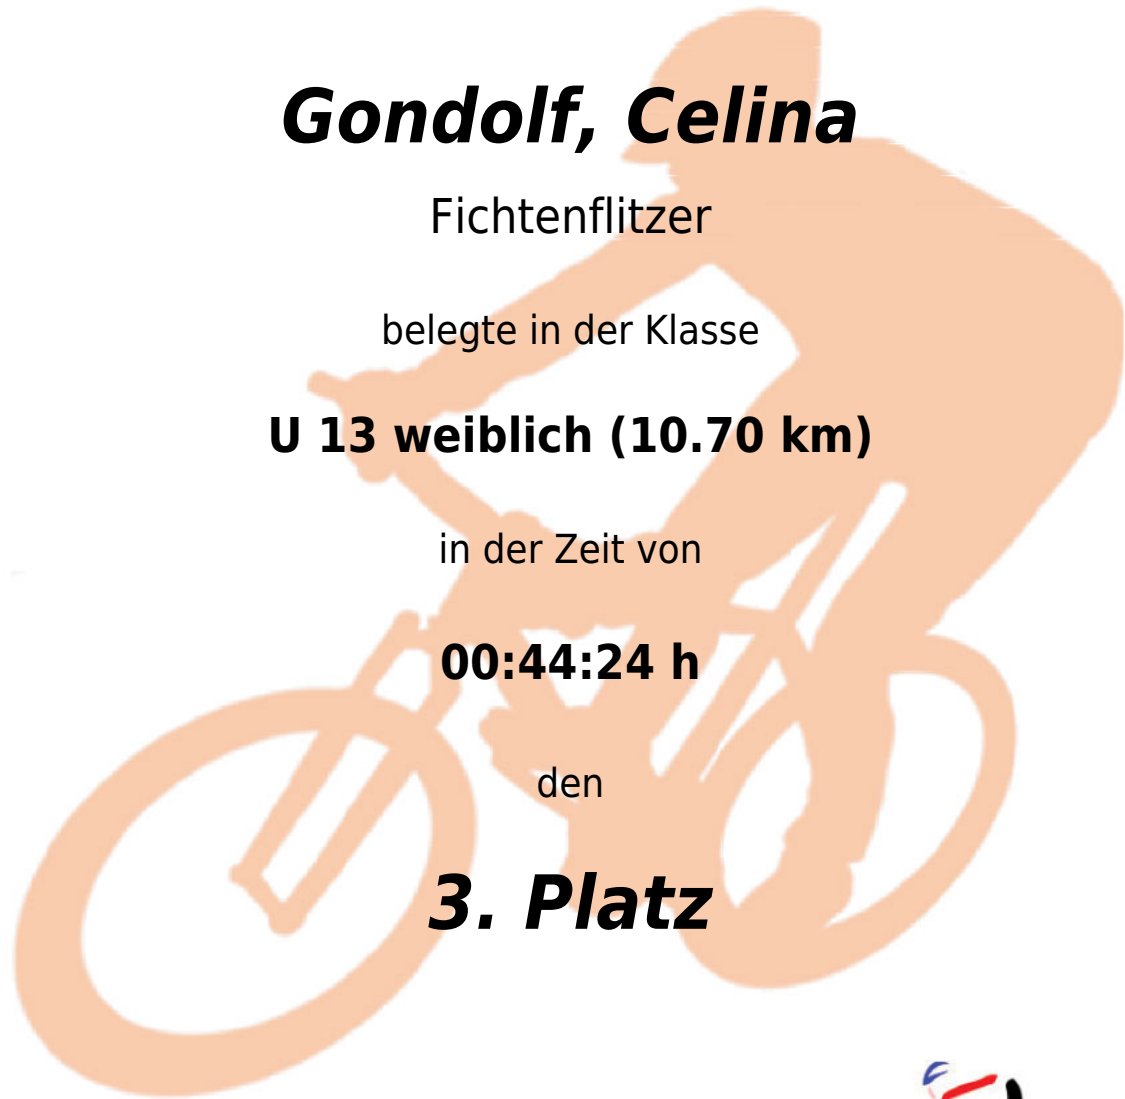 Gondolf, Celina
Fichtenflitzer
belegte in der Klasse
U 13 weiblich (10.70 km)
in der Zeit von
00:44:24 h
den
3. Platz